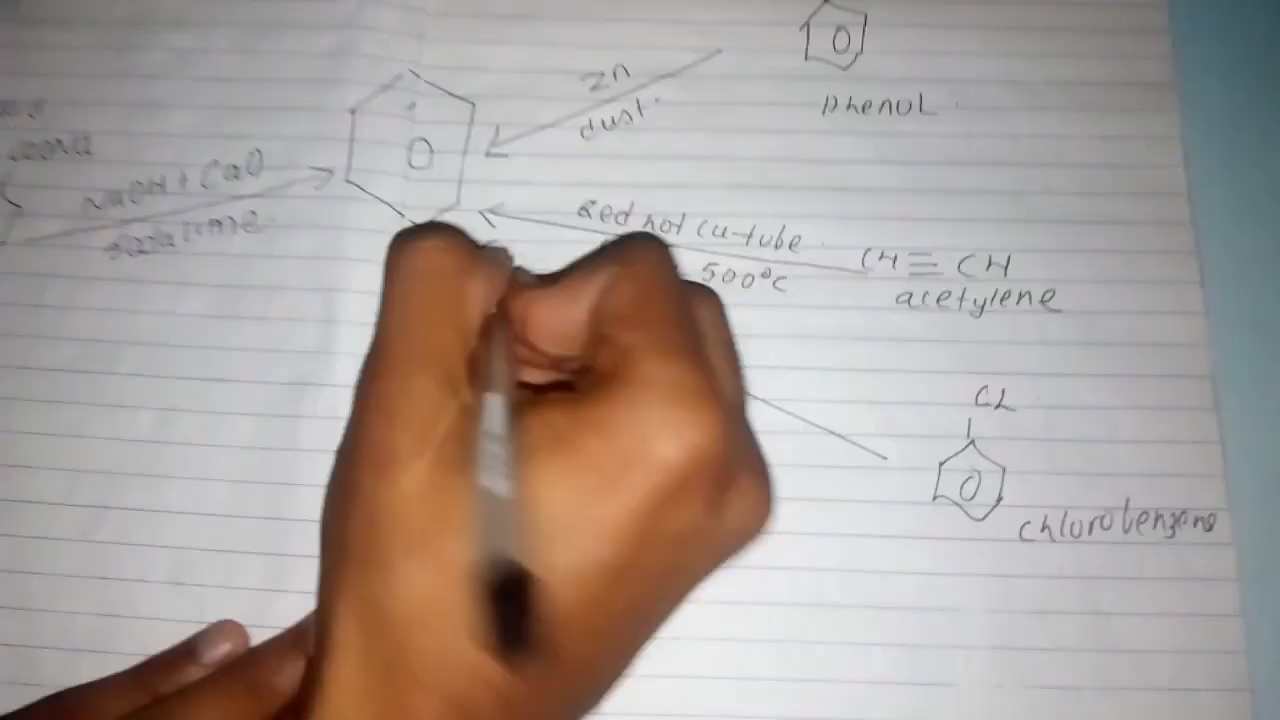 Zn
dust.
phenol
NaOH + CaO
sodalime
Red hot Cu-tube
500°C
CH ≡ CH
acetylene
CL
chlorobenzene